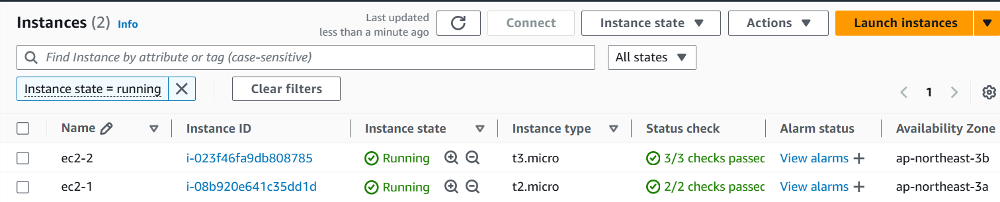 Instances (2) Info
Last updated
less than a minute ago
Connect
Instance state
Actions
Launch instances
Find Instance by attribute or tag (case-sensitive)
All states
Instance state = running
Clear filters
1
Name Instance ID Instance state Instance type Status check Alarm status Availability Zone
ec2-2 i-023f46fa9db808785 Running t3.micro 3/3 checks passed View alarms ap-northeast-3b
ec2-1 i-08b920e641c35dd1d Running t2.micro 2/2 checks passed View alarms ap-northeast-3a